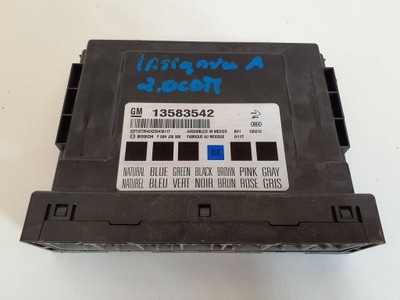 insignia A
2.0CDTI
GM 13583542
ASSEMBLED IN MEXICO
BOSCH FABRIQUE AU MEXIQUE
NATURAL BLUE GREEN BLACK BROWN PINK GRAY
NATUREL BLEU VERT NOIR BRUN ROSE GRIS